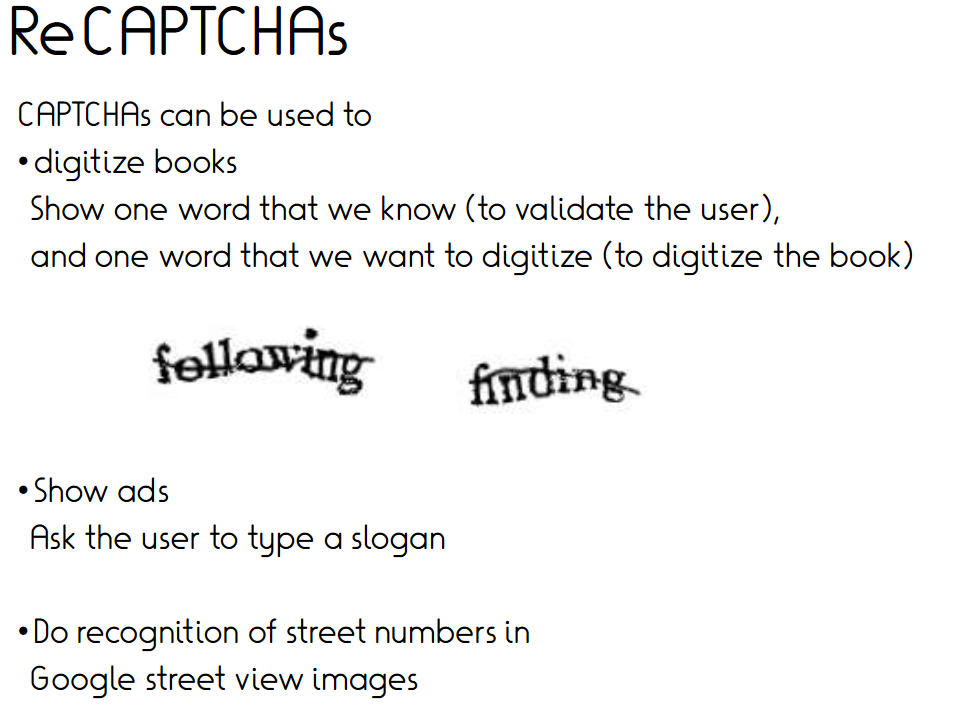 ReCAPTCHAs
CAPTCHAs can be used to
• digitize books
Show one word that we know (to validate the user),
and one word that we want to digitize (to digitize the book)
following finding
• Show ads
Ask the user to type a slogan
• Do recognition of street numbers in
Google street view images